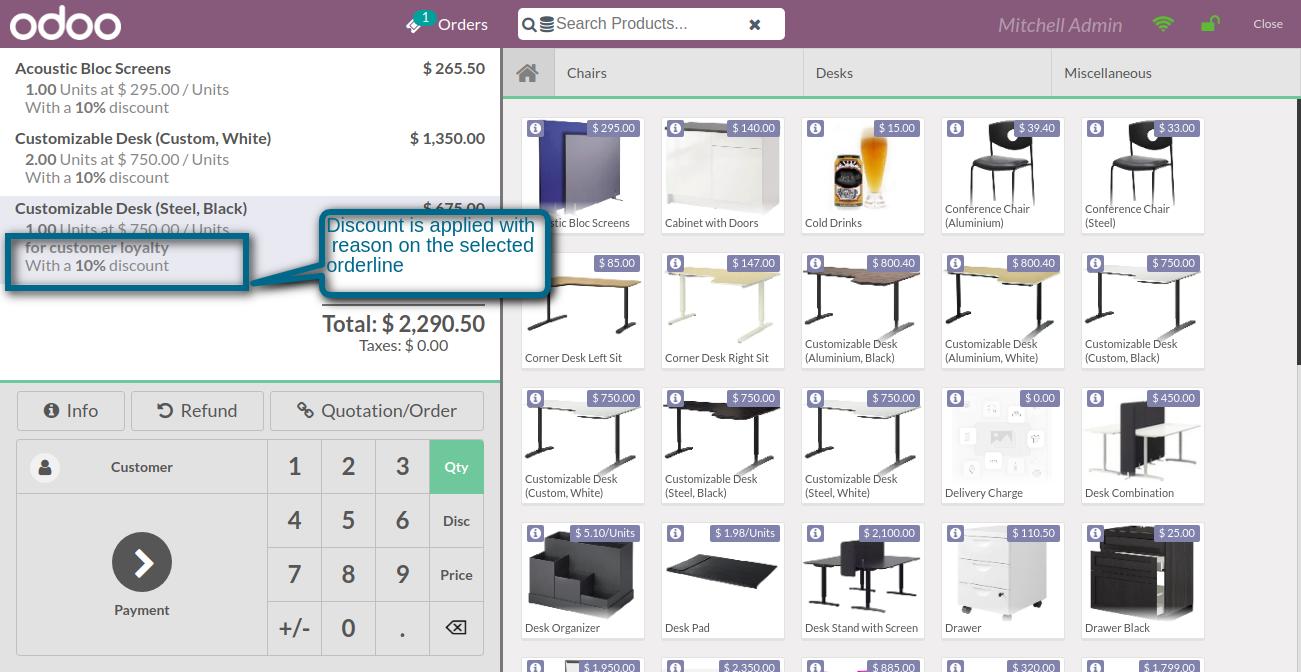 odoo
1
Orders
Search Products...
Mitchell Admin
Close
Acoustic Bloc Screens
$ 265.50
1.00 Units at $ 295.00 / Units
With a 10% discount
Customizable Desk (Custom, White)
$ 1,350.00
2.00 Units at $ 750.00 / Units
With a 10% discount
Customizable Desk (Steel, Black)
$ 675.00
1.00 Units at $ 750.00 / Units
for customer loyalty
With a 10% discount
Discount is applied with
reason on the selected
orderline
Total: $ 2,290.50
Taxes: $ 0.00
Info
Refund
Quotation/Order
Customer
1
2
3
Qty
4
5
6
Disc
7
8
9
Price
Payment
+/-
0
.
Chairs
Desks
Miscellaneous
$ 295.00
stic Bloc Screens
$ 140.00
Cabinet with Doors
$ 15.00
Cold Drinks
$ 39.40
Conference Chair
(Aluminium)
$ 33.00
Conference Chair
(Steel)
$ 85.00
Corner Desk Left Sit
$ 147.00
Corner Desk Right Sit
$ 800.40
Customizable Desk
(Aluminium, Black)
$ 800.40
Customizable Desk
(Aluminium, White)
$ 750.00
Customizable Desk
(Custom, Black)
$ 750.00
Customizable Desk
(Custom, White)
$ 750.00
Customizable Desk
(Steel, Black)
$ 750.00
Customizable Desk
(Steel, White)
$ 0.00
Delivery Charge
$ 450.00
Desk Combination
$ 5.10/Units
Desk Organizer
$ 1.98/Units
Desk Pad
$ 2,100.00
Desk Stand with Screen
$ 110.50
Drawer
$ 25.00
Drawer Black
$ 1,950.00
$ 2,350.00
$ 885.00
$ 320.00
$ 1,799.00